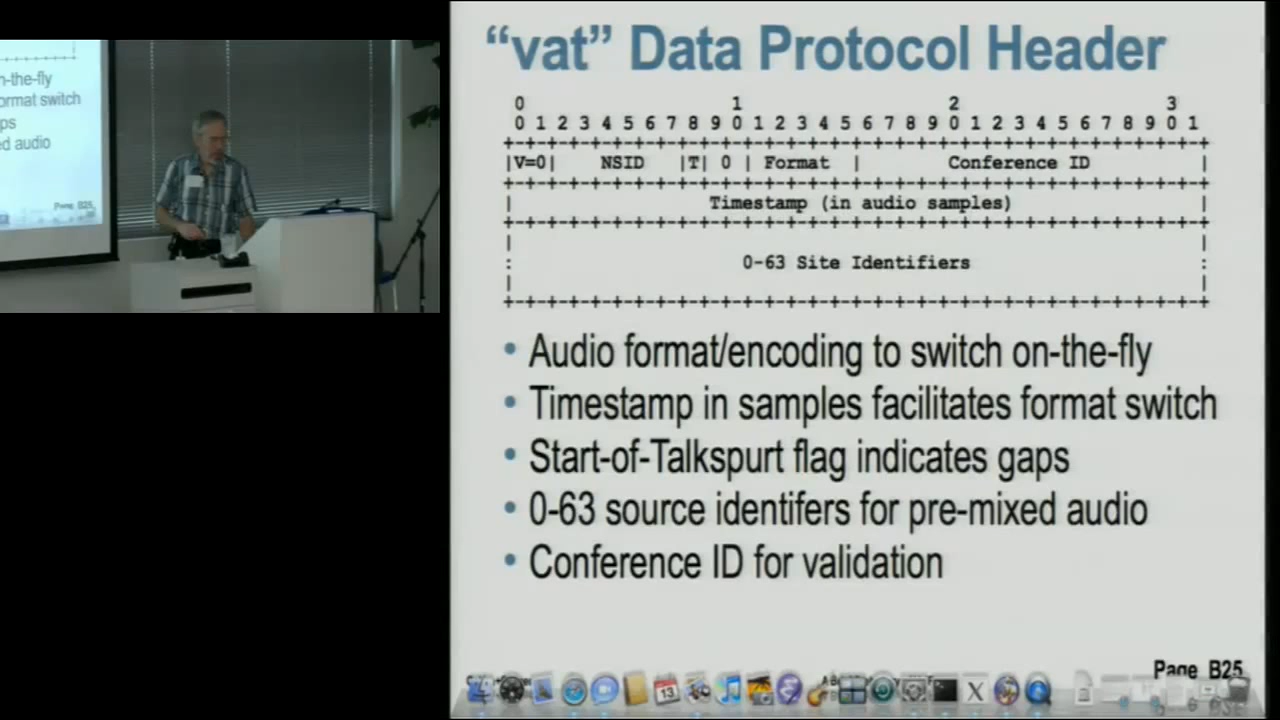 “vat” Data Protocol Header
0 1 2 3
0 1 2 3 4 5 6 7 8 9 0 1 2 3 4 5 6 7 8 9 0 1 2 3 4 5 6 7 8 9 0 1
+-+-+-+-+-+-+-+-+-+-+-+-+-+-+-+-+-+-+-+-+-+-+-+-+-+-+-+-+-+-+-+-+
|V=0| NSID |T| 0 | Format | Conference ID |
+-+-+-+-+-+-+-+-+-+-+-+-+-+-+-+-+-+-+-+-+-+-+-+-+-+-+-+-+-+-+-+-+
| Timestamp (in audio samples) |
+-+-+-+-+-+-+-+-+-+-+-+-+-+-+-+-+-+-+-+-+-+-+-+-+-+-+-+-+-+-+-+-+
| |
: 0-63 Site Identifiers :
| |
+-+-+-+-+-+-+-+-+-+-+-+-+-+-+-+-+-+-+-+-+-+-+-+-+-+-+-+-+-+-+-+-+
• Audio format/encoding to switch on-the-fly
• Timestamp in samples facilitates format switch
• Start-of-Talkspurt flag indicates gaps
• 0-63 source identifers for pre-mixed audio
• Conference ID for validation
Page B25
13
X
n-the-fly
ormat switch
ps
ed audio
Page B25